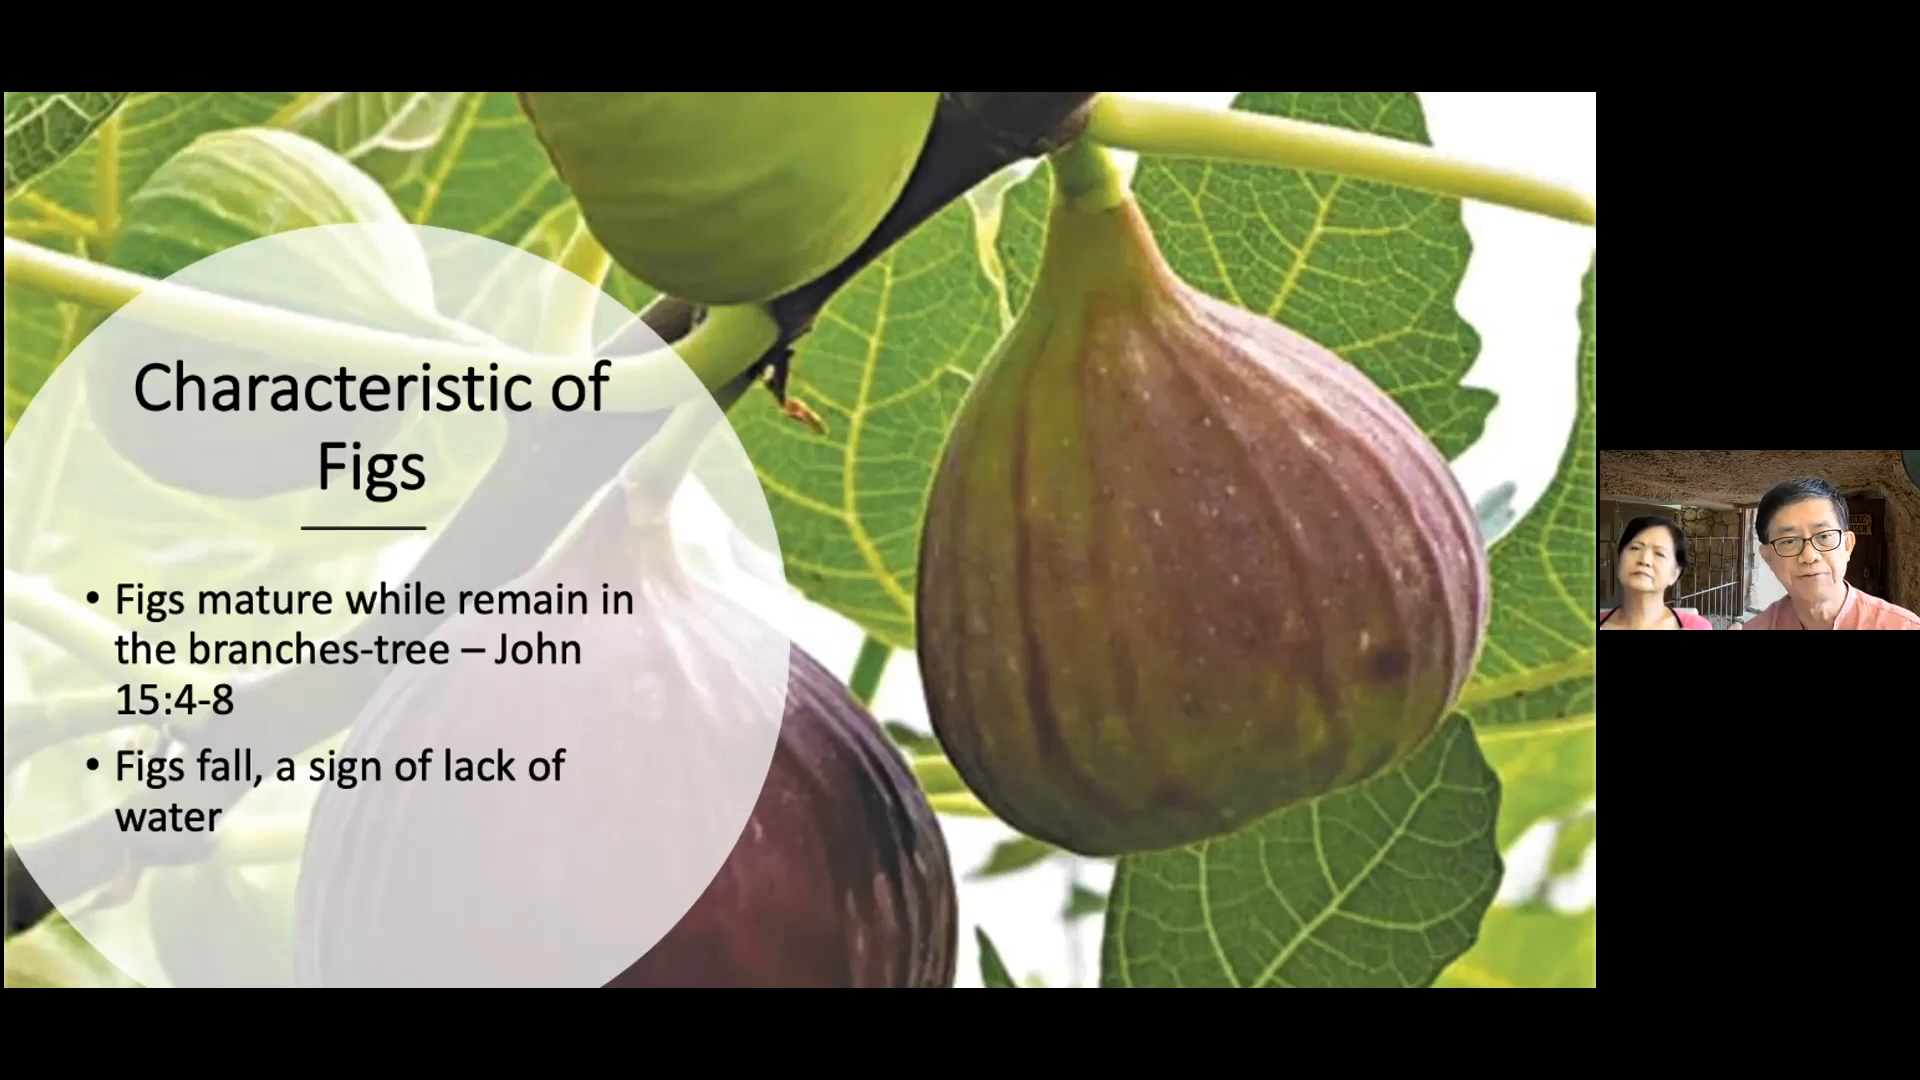 Characteristic of
Figs
• Figs mature while remain in
the branches-tree – John
15:4-8
• Figs fall, a sign of lack of
water